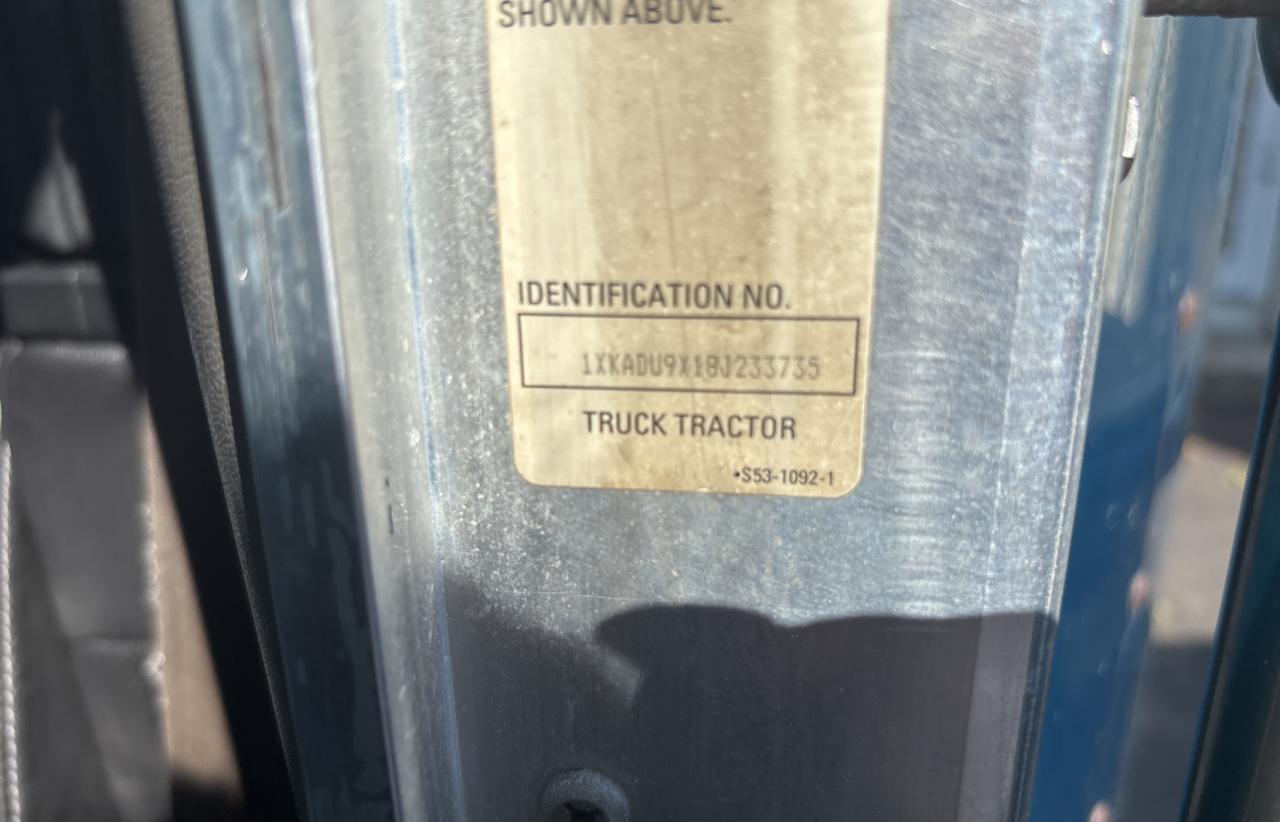 SHOWN ABOVE.
IDENTIFICATION NO.
1XKADU9X18J233735
TRUCK TRACTOR
•S53-1092-1